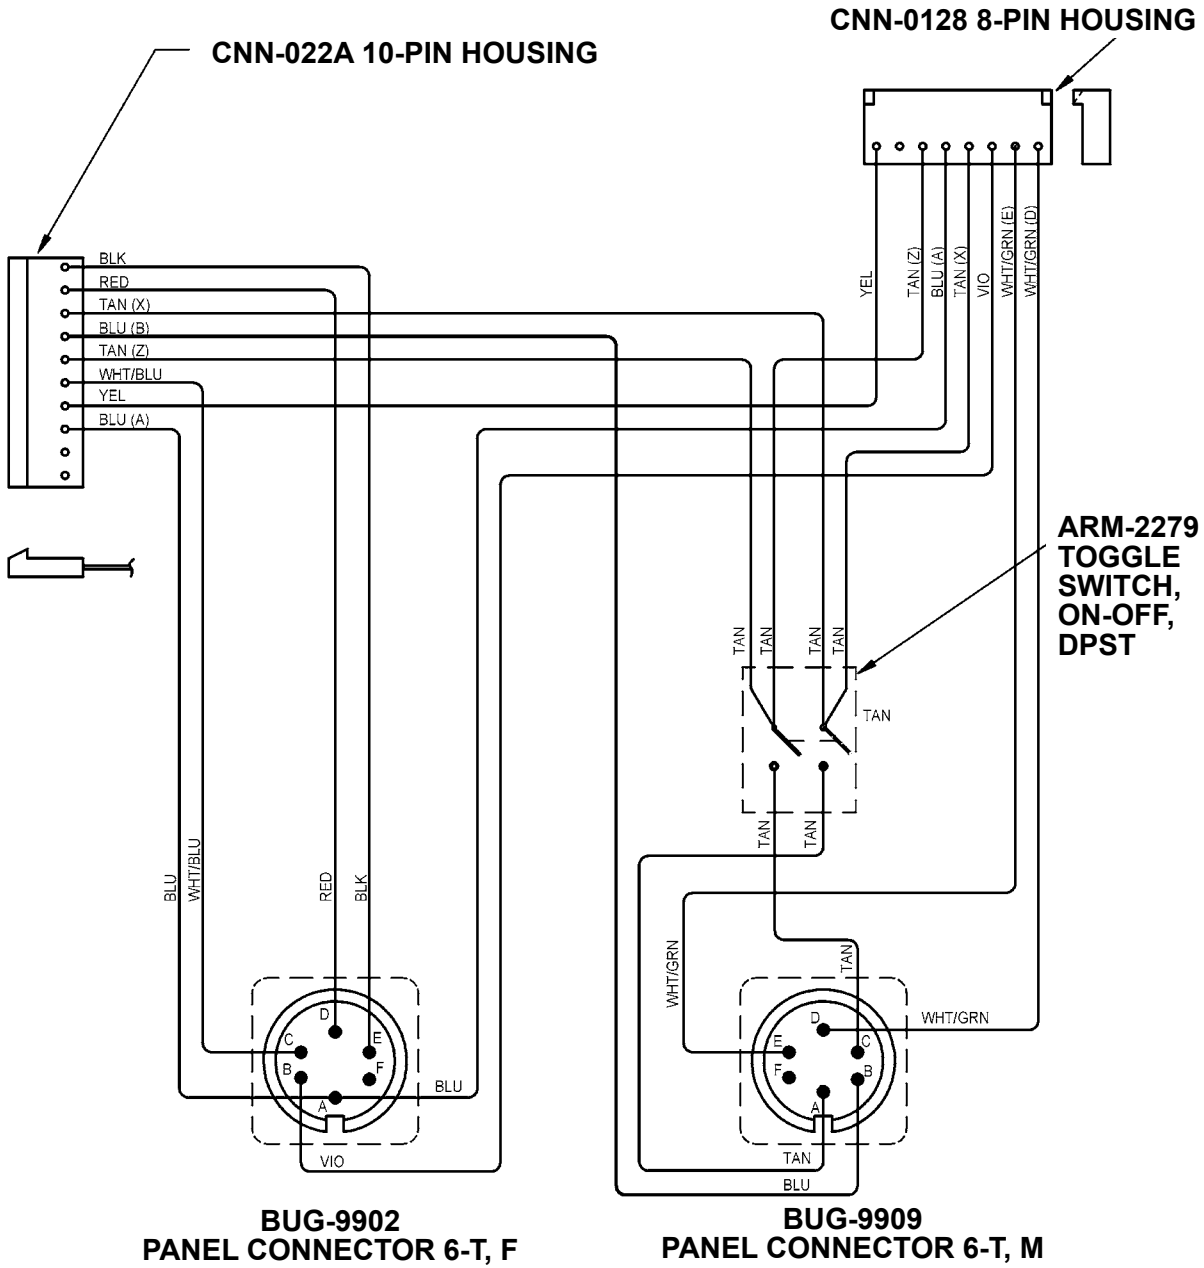 CNN-0128 8-PIN HOUSING
CNN-022A 10-PIN HOUSING
BLK
RED
TAN (X)
BLU (B)
TAN (Z)
WHT/BLU
YEL
BLU (A)
YEL
TAN (Z)
BLU (A)
TAN (X)
VIO
WHT/GRN (E)
WHT/GRN (D)
ARM-2279
TOGGLE
SWITCH,
ON-OFF,
DPST
TAN
TAN
TAN
TAN
TAN
TAN
TAN
BLU
WHT/BLU
RED
BLK
WHT/GRN
TAN
WHT/GRN
D
C
E
B
F
A
BLU
VIO
D
E
C
F
B
A
TAN
BLU
BUG-9902
PANEL CONNECTOR 6-T, F
BUG-9909
PANEL CONNECTOR 6-T, M